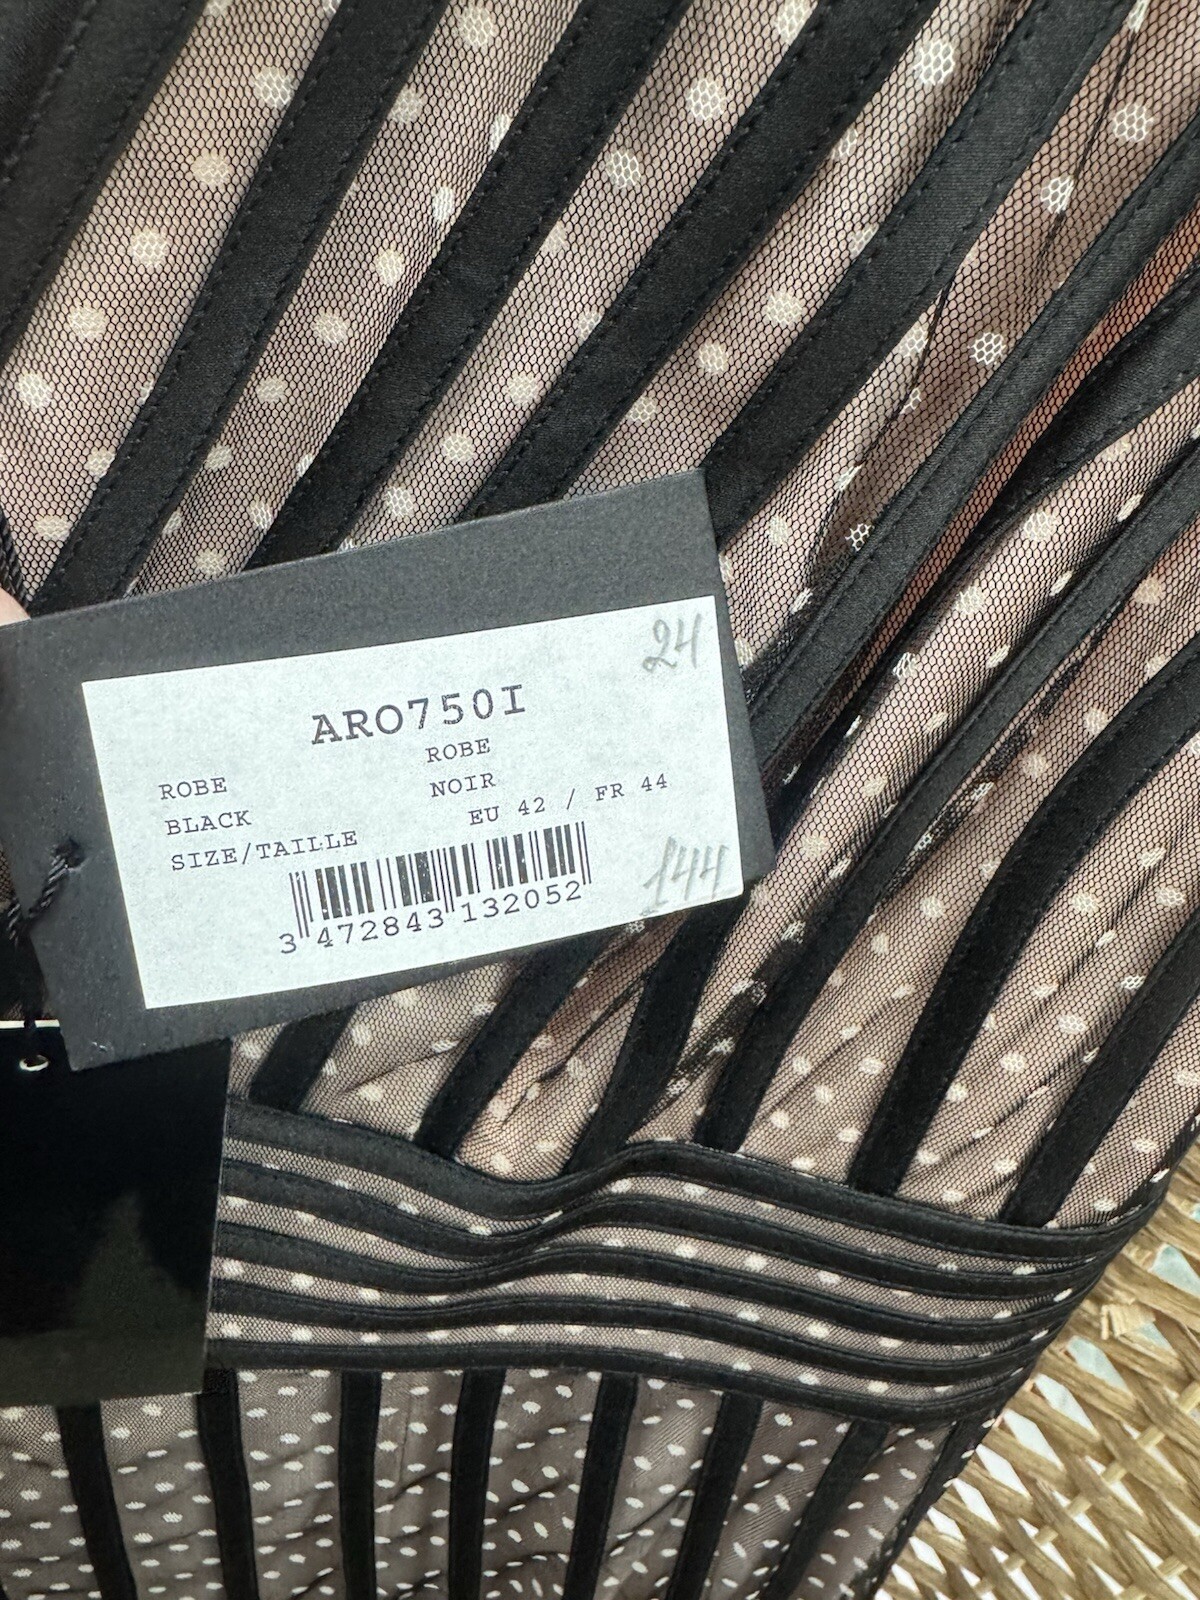 24
ARO750I
ROBE ROBE
BLACK NOIR
SIZE/TAILLE EU 42 / FR 44
3 472843 132052
144